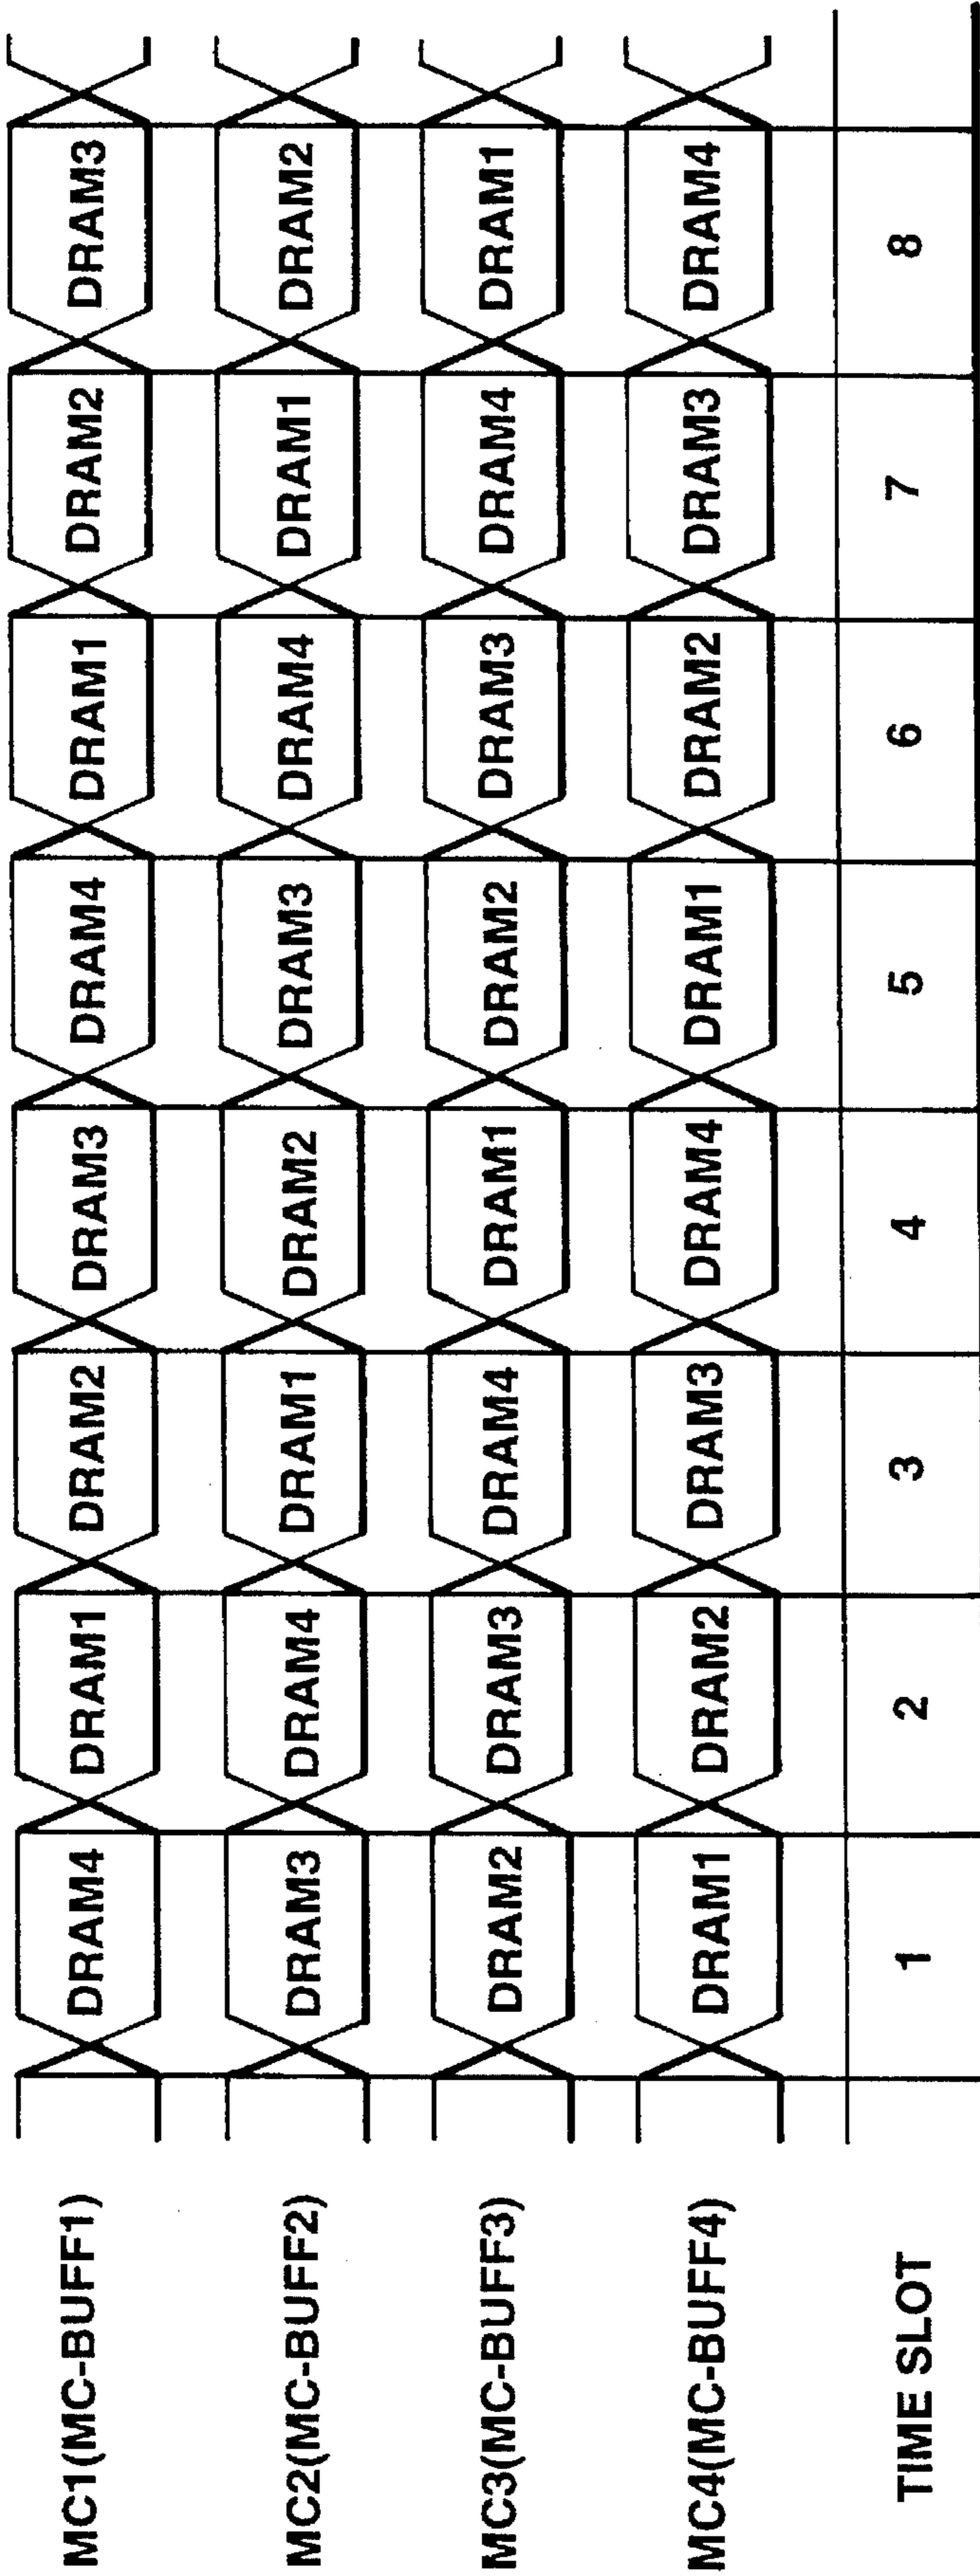 MC1(MC-BUFF1) DRAM4 DRAM1 DRAM2 DRAM3 DRAM4 DRAM1 DRAM2 DRAM3
MC2(MC-BUFF2) DRAM3 DRAM4 DRAM1 DRAM2 DRAM3 DRAM4 DRAM1 DRAM2
MC3(MC-BUFF3) DRAM2 DRAM3 DRAM4 DRAM1 DRAM2 DRAM3 DRAM4 DRAM1
MC4(MC-BUFF4) DRAM1 DRAM2 DRAM3 DRAM4 DRAM1 DRAM2 DRAM3 DRAM4
TIME SLOT 1 2 3 4 5 6 7 8